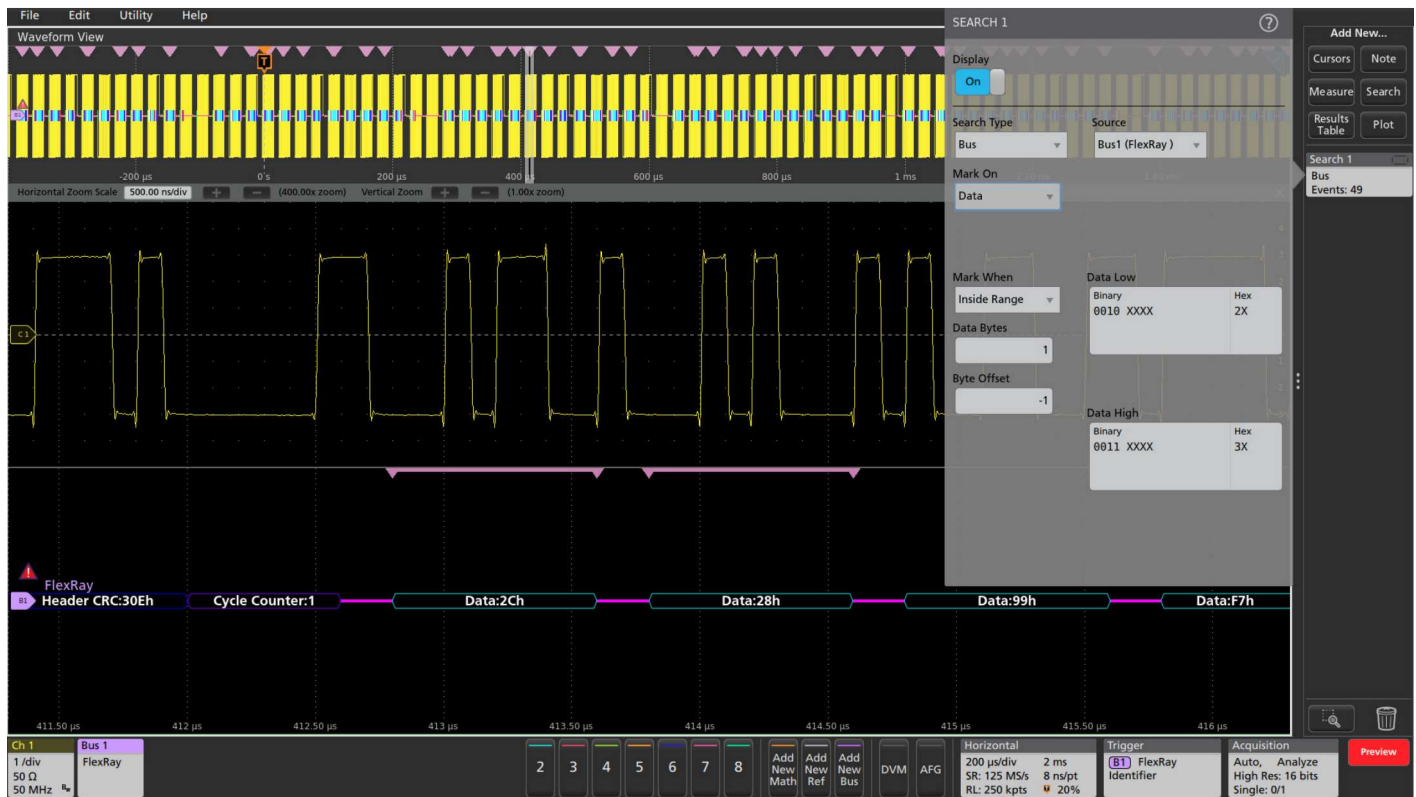 File Edit Utility Help
Waveform View
T
B1
-200 µs 0 s 200 µs 400 µs 600 µs 800 µs 1 ms
Horizontal Zoom Scale 500.00 ns/div + − (400.00x zoom) Vertical Zoom + − (1.00x zoom)
C1
FlexRay
B1 Header CRC:30Eh Cycle Counter:1 Data:2Ch Data:28h Data:99h Data:F7h
411.50 µs 412 µs 412.50 µs 413 µs 413.50 µs 414 µs 414.50 µs 415 µs 415.50 µs 416 µs
SEARCH 1 ?
Display
On
Search Type Source
Bus Bus1 (FlexRay )
Mark On
Data
Mark When Data Low
Inside Range Binary Hex
0010 XXXX 2X
Data Bytes
1
Byte Offset
-1
Data High
Binary Hex
0011 XXXX 3X
Add New...
Cursors Note
Measure Search
Results Table Plot
Search 1
Bus
Events: 49
Ch 1
1 /div
50 Ω
50 MHz Bw
Bus 1
FlexRay
2 3 4 5 6 7 8
Add New Math
Add New Ref
Add New Bus
DVM AFG
Horizontal
200 µs/div 2 ms
SR: 125 MS/s 8 ns/pt
RL: 250 kpts 20%
Trigger
B1 FlexRay
Identifier
Acquisition
Auto, Analyze
High Res: 16 bits
Single: 0/1
Preview